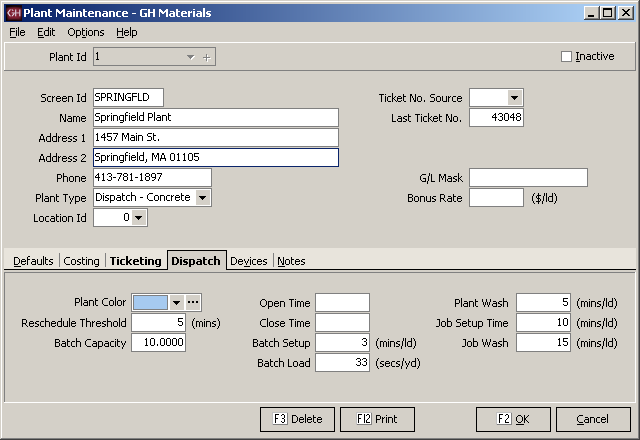 GH Plant Maintenance - GH Materials
File Edit Options Help
Plant Id 1 + Inactive
Screen Id SPRINGFLD Ticket No. Source
Name Springfield Plant Last Ticket No. 43048
Address 1 1457 Main St.
Address 2 Springfield, MA 01105
Phone 413-781-1897 G/L Mask
Plant Type Dispatch - Concrete Bonus Rate ($/ld)
Location Id 0
Defaults Costing Ticketing Dispatch Devices Notes
Plant Color ... Open Time Plant Wash 5 (mins/ld)
Reschedule Threshold 5 (mins) Close Time Job Setup Time 10 (mins/ld)
Batch Capacity 10.0000 Batch Setup 3 (mins/ld) Job Wash 15 (mins/ld)
Batch Load 33 (secs/yd)
F3 Delete F12 Print F2 OK Cancel